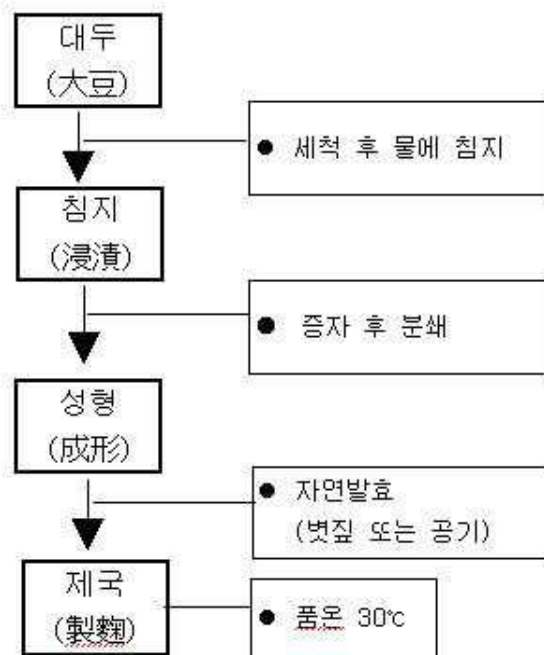 대두
(大豆)
● 세척 후 물에 침지
침지
(浸漬)
● 증자 후 분쇄
성형
(成形)
● 자연발효
(볏짚 또는 공기)
제국
(製麴)
● 품온 30℃